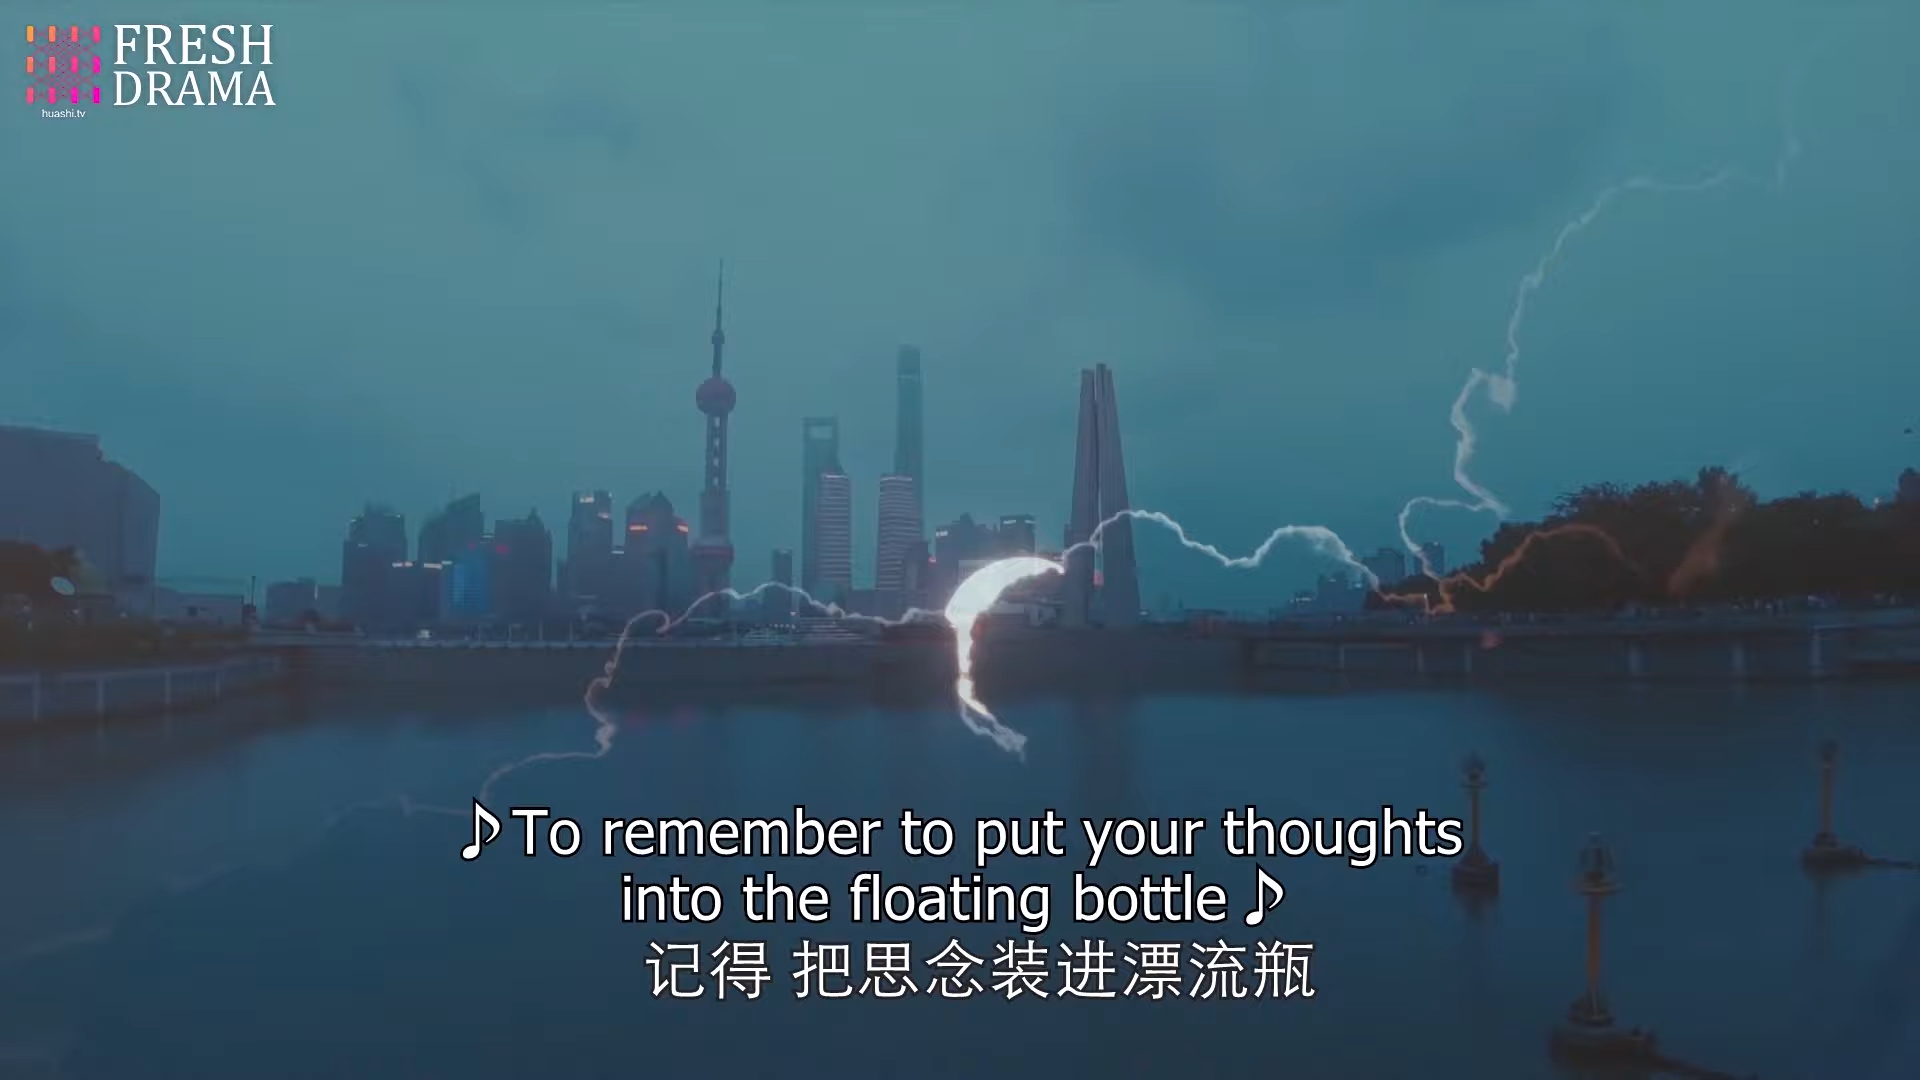 FRESH
DRAMA
huashi.tv
♪To remember to put your thoughts
into the floating bottle♪
记得 把思念装进漂流瓶